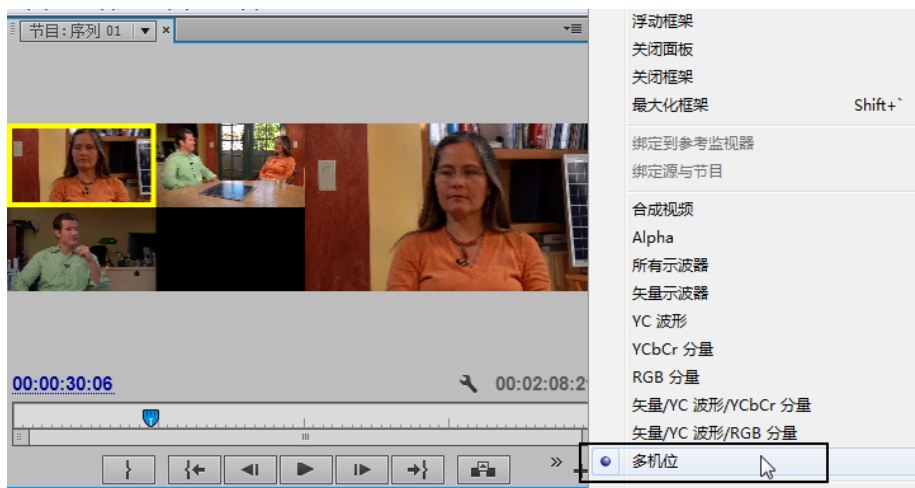 节目:序列 01
00:00:30:06
00:02:08:2
浮动框架
关闭面板
关闭框架
最大化框架 Shift+`
绑定到参考监视器
绑定源与节目
合成视频
Alpha
所有示波器
矢量示波器
YC 波形
YCbCr 分量
RGB 分量
矢量/YC 波形/YCbCr 分量
矢量/YC 波形/RGB 分量
多机位